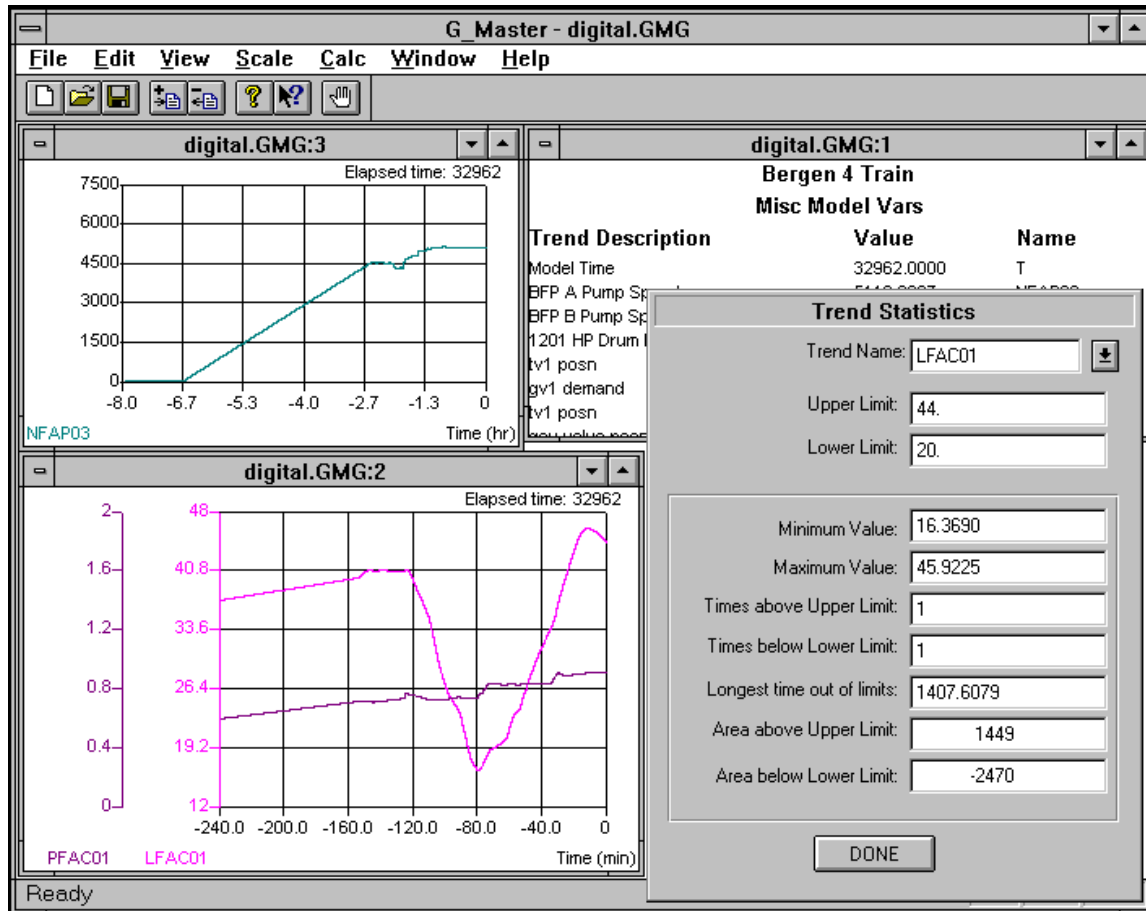 G_Master - digital.GMG
File Edit View Scale Calc Window Help
digital.GMG:3
Elapsed time: 32962
7500
6000
4500
3000
1500
0
-8.0 -6.7 -5.3 -4.0 -2.7 -1.3 0
NFAP03 Time (hr)
digital.GMG:1
Bergen 4 Train
Misc Model Vars
Trend Description Value Name
Model Time 32962.0000 T
BFP A Pump
BFP B Pump Sp
1201 HP Drum
tv1 posn
gv1 demand
tv1 posn
digital.GMG:2
Elapsed time: 32962
2 48
1.6 40.8
1.2 33.6
0.8 26.4
0.4 19.2
0 12
-240.0 -200.0 -160.0 -120.0 -80.0 -40.0 0
PFAC01 LFAC01 Time (min)
Trend Statistics
Trend Name: LFAC01
Upper Limit: 44.
Lower Limit: 20.
Minimum Value: 16.3690
Maximum Value: 45.9225
Times above Upper Limit: 1
Times below Lower Limit: 1
Longest time out of limits: 1407.6079
Area above Upper Limit: 1449
Area below Lower Limit: -2470
DONE
Ready